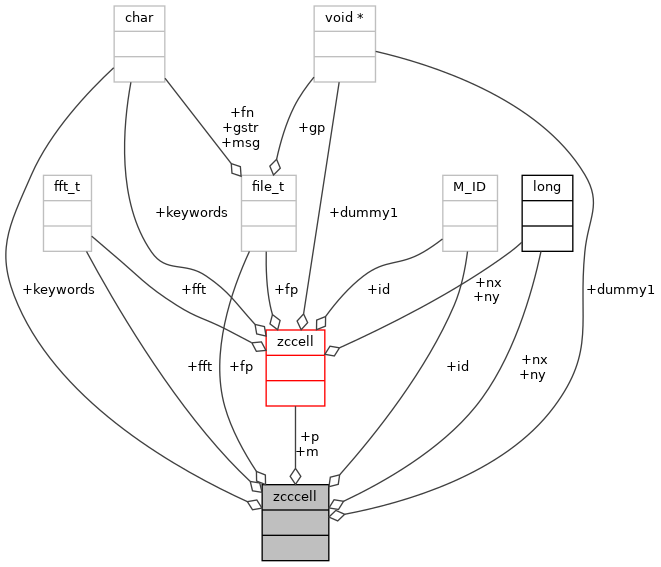 char
void *
+fn
+gstr
+msg
+gp
fft_t
file_t
M_ID
long
+keywords
+dummy1
+keywords
+fft
+fp
+id
+nx
+ny
+dummy1
zccell
+fft
+fp
+id
+nx
+ny
+p
+m
zcccell